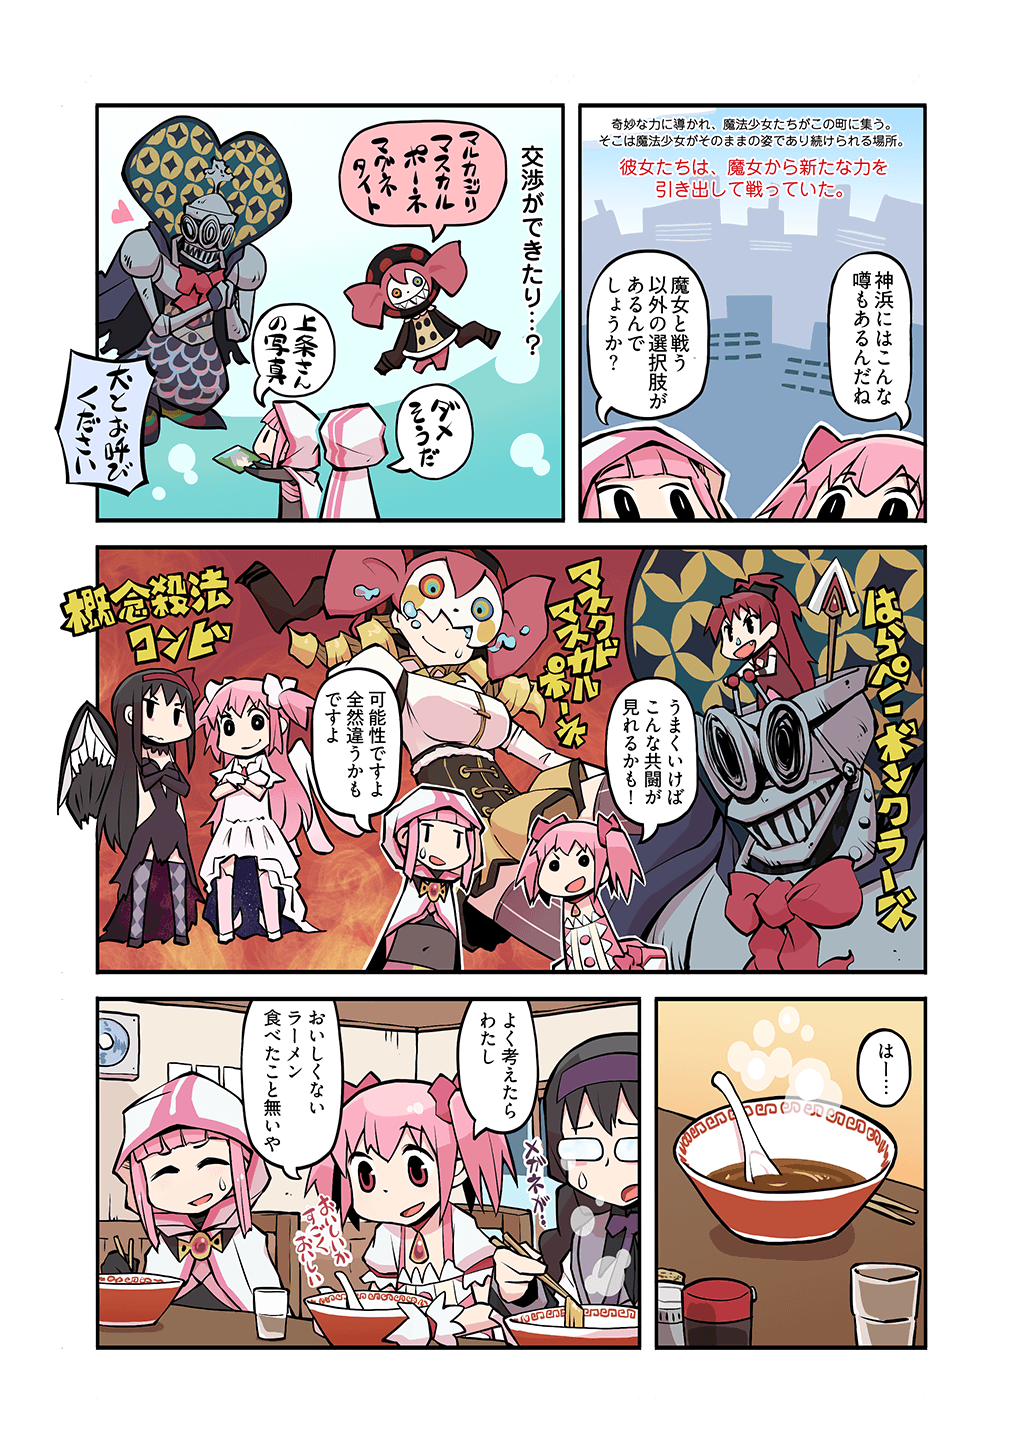 奇妙な力に導かれ、魔法少女たちがこの町に集う。
そこは魔法少女がそのままの姿であり続けられる場所。
彼女たちは、魔女から新たな力を
引き出して戦っていた。
神浜にはこんな
噂もあるんだね
魔女と戦う
以外の選択肢が
あるんで
しょうか？
交渉ができたり…？
マルカジリ
マスカル
ポーネ
マグネ
タイト
上条さん
の写真
ダメ
そうだ
犬とお呼び
ください
はらぺこボンクラーズ
うまくいけば
こんな共闘が
見れるかも！
マスクド
マスカル
ポーネ
可能性ですよ
全然違うかも
ですよ
概念殺法
コンビ
はー…
よく考えたら
わたし
メガネが…
おいしくない
ラーメン
食べたこと無いや
おいしいか
すごく
おいしい